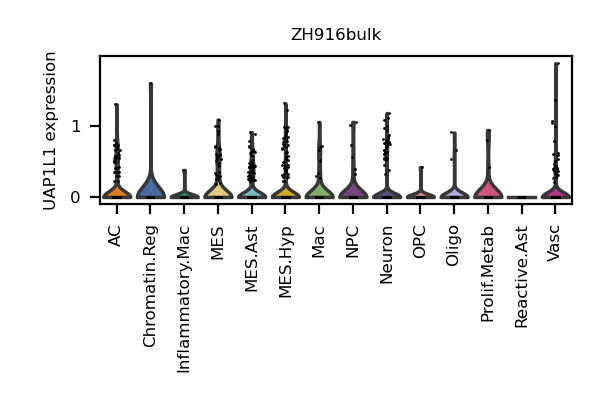 ZH916bulk
UAP1L1 expression
1
0
AC
Chromatin.Reg
Inflammatory.Mac
MES
MES.Ast
MES.Hyp
Mac
NPC
Neuron
OPC
Oligo
Prolif.Metab
Reactive.Ast
Vasc